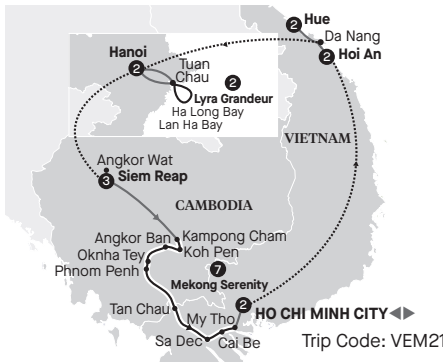 2 Hue
Da Nang
2 Hoi An
Hanoi
2
Tuan
Chau
2
Lyra Grandeur
Ha Long Bay
Lan Ha Bay
VIETNAM
Angkor Wat
3 Siem Reap
CAMBODIA
Angkor Ban
Kampong Cham
Oknha Tey
Koh Pen
Phnom Penh
7
Mekong Serenity
Tan Chau
My Tho
2
HO CHI MINH CITY
Sa Dec
Cai Be
Trip Code: VEM21